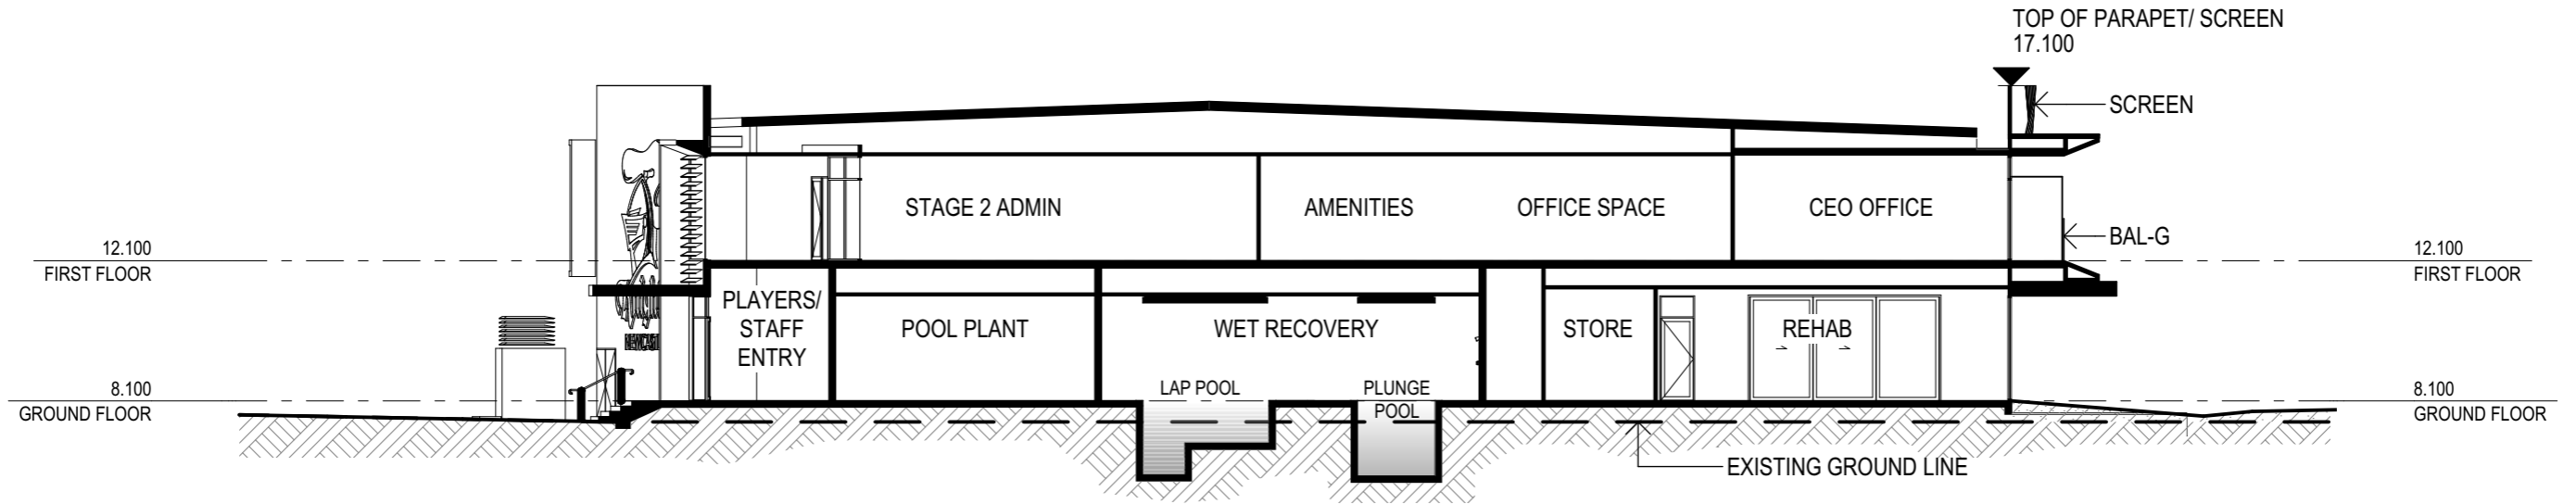 TOP OF PARAPET/ SCREEN
17.100
SCREEN
STAGE 2 ADMIN
AMENITIES
OFFICE SPACE
CEO OFFICE
BAL-G
12.100
FIRST FLOOR
12.100
FIRST FLOOR
PLAYERS/
STAFF
ENTRY
POOL PLANT
WET RECOVERY
STORE
REHAB
LAP POOL
PLUNGE
POOL
8.100
GROUND FLOOR
8.100
GROUND FLOOR
EXISTING GROUND LINE